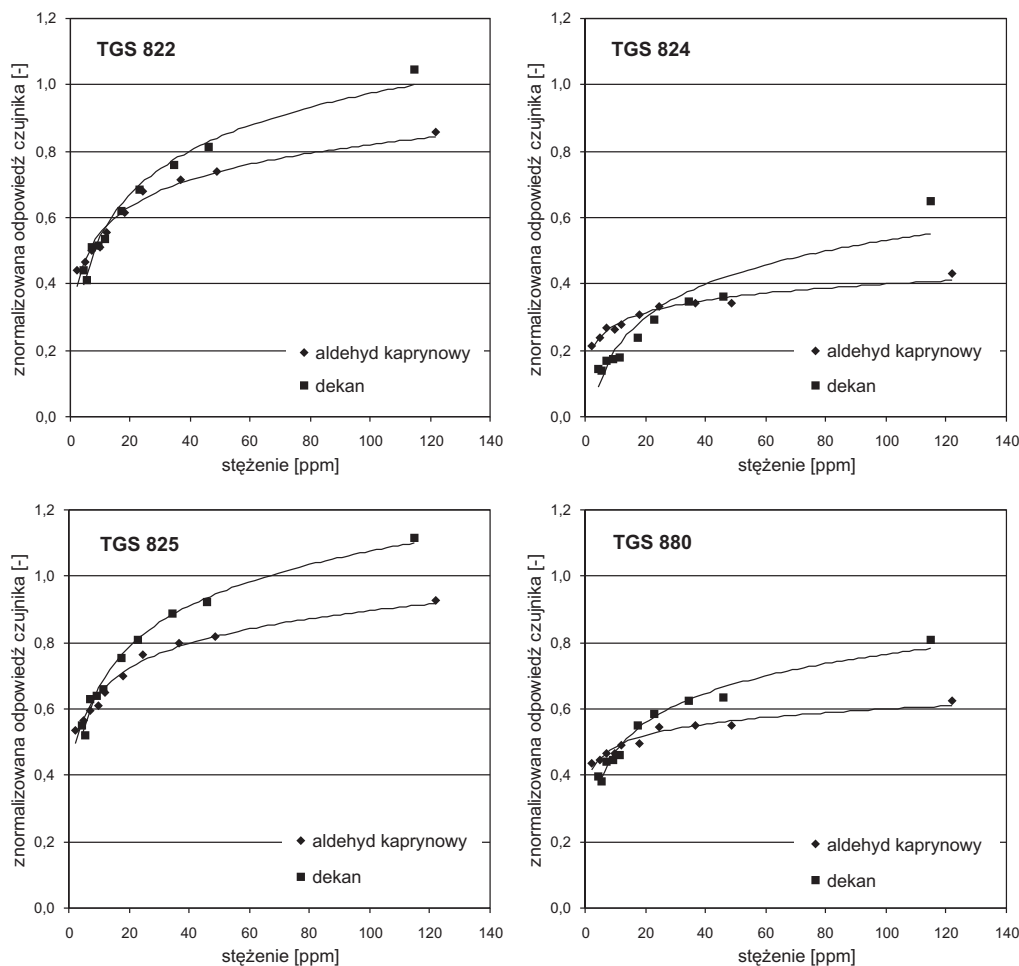 TGS 822
znormalizowana odpowiedź czujnika [-]
1,2
1,0
0,8
0,6
0,4
0,2
0,0
aldehyd kaprynowy
dekan
0 20 40 60 80 100 120 140
stężenie [ppm]
TGS 824
znormalizowana odpowiedź czujnika [-]
1,2
1,0
0,8
0,6
0,4
0,2
0,0
aldehyd kaprynowy
dekan
0 20 40 60 80 100 120 140
stężenie [ppm]
TGS 825
znormalizowana odpowiedź czujnika [-]
1,2
1,0
0,8
0,6
0,4
0,2
0,0
aldehyd kaprynowy
dekan
0 20 40 60 80 100 120 140
stężenie [ppm]
TGS 880
znormalizowana odpowiedź czujnika [-]
1,2
1,0
0,8
0,6
0,4
0,2
0,0
aldehyd kaprynowy
dekan
0 20 40 60 80 100 120 140
stężenie [ppm]